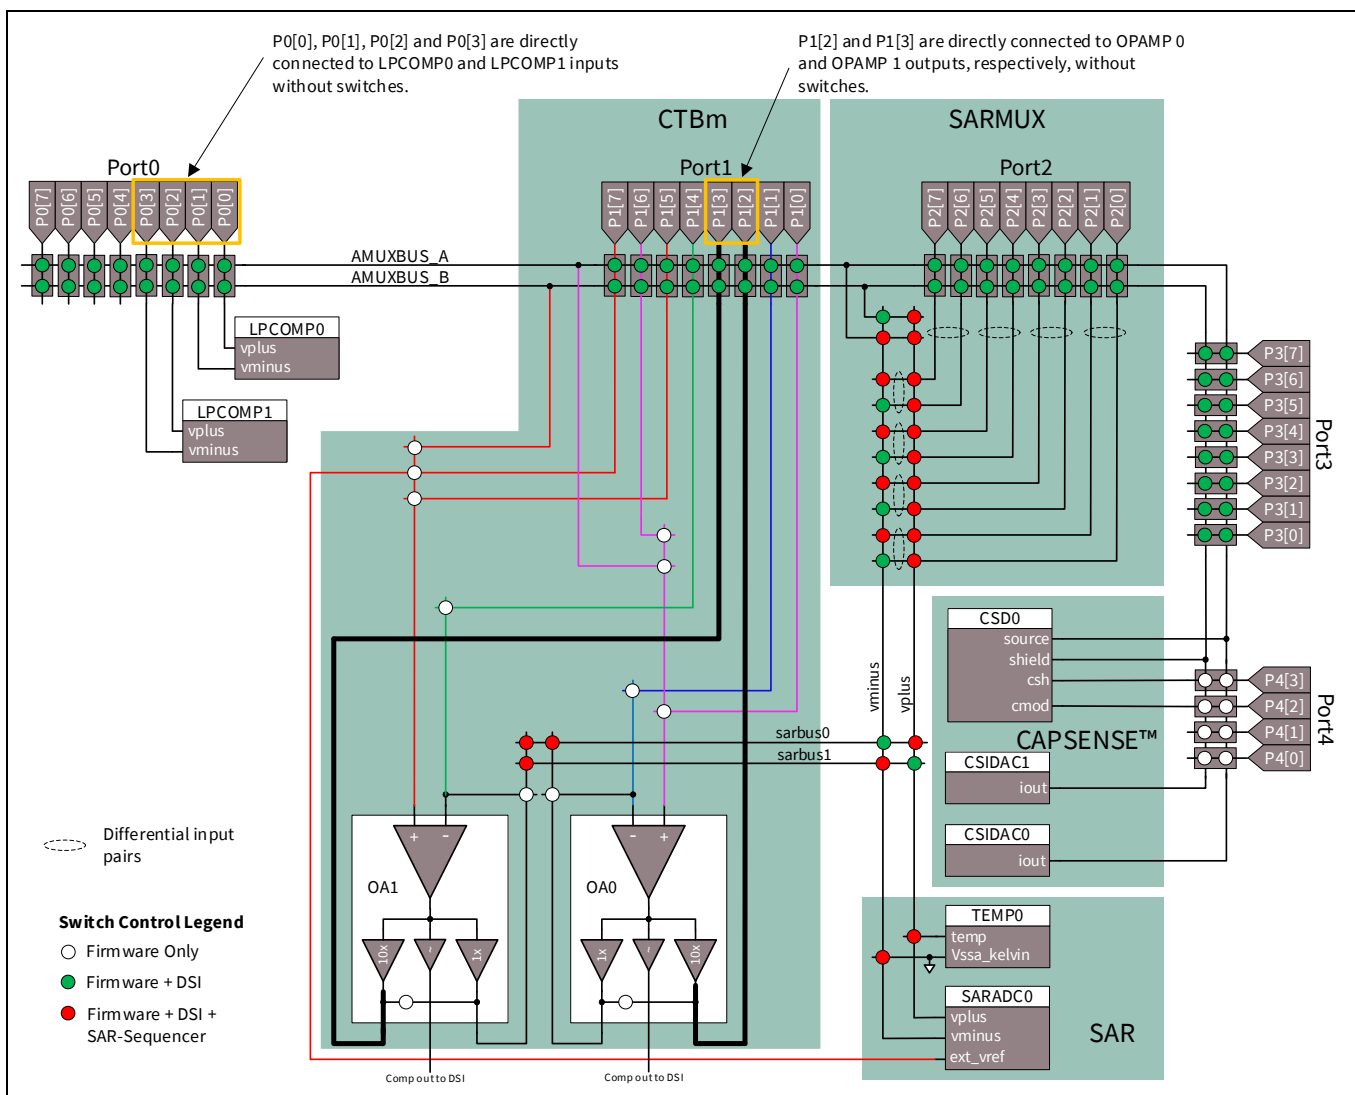 P0[0], P0[1], P0[2] and P0[3] are directly
connected to LPCOMP0 and LPCOMP1 inputs
without switches.
P1[2] and P1[3] are directly connected to OPAMP 0
and OPAMP 1 outputs, respectively, without
switches.
CTBm
SARMUX
Port0
Port1
Port2
P0[7]
P0[6]
P0[5]
P0[4]
P0[3]
P0[2]
P0[1]
P0[0]
P1[7]
P1[6]
P1[5]
P1[4]
P1[3]
P1[2]
P1[1]
P1[0]
P2[7]
P2[6]
P2[5]
P2[4]
P2[3]
P2[2]
P2[1]
P2[0]
AMUXBUS_A
AMUXBUS_B
LPCOMP0
vplus
vminus
LPCOMP1
vplus
vminus
P3[7]
P3[6]
P3[5]
P3[4]
P3[3]
P3[2]
P3[1]
P3[0]
Port3
CSD0
source
shield
csh
cmod
vminus
vplus
P4[3]
P4[2]
P4[1]
P4[0]
Port4
sarbus0
sarbus1
CAPSENSE™
CSIDAC1
iout
CSIDAC0
iout
Differential input
pairs
+
-
OA1
10x
~
1x
-
+
OA0
1x
~
10x
Switch Control Legend
Firmware Only
Firmware + DSI
Firmware + DSI +
SAR-Sequencer
TEMP0
temp
Vssa_kelvin
SARADC0
vplus
vminus
ext_vref
SAR
Comp out to DSI
Comp out to DSI